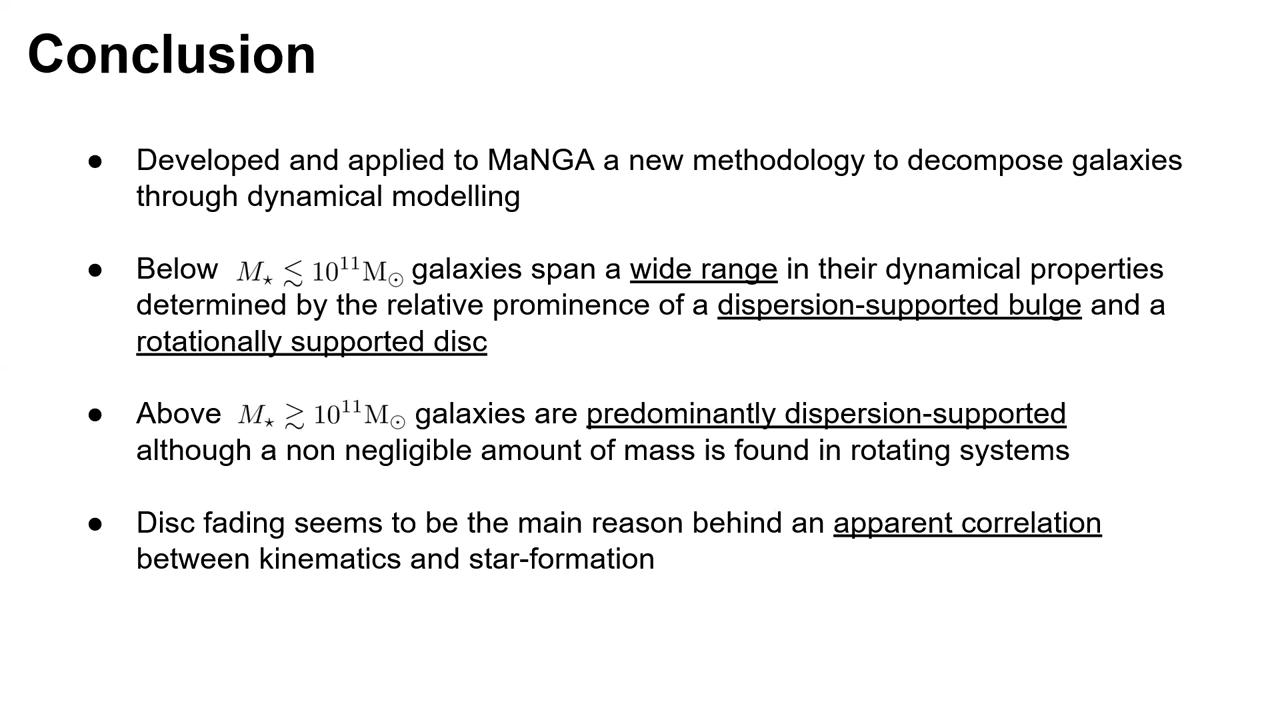 Conclusion
● Developed and applied to MaNGA a new methodology to decompose galaxies
through dynamical modelling
● Below M⋆ ≲ 10¹¹M⊙ galaxies span a wide range in their dynamical properties
determined by the relative prominence of a dispersion-supported bulge and a
rotationally supported disc
● Above M⋆ ≳ 10¹¹M⊙ galaxies are predominantly dispersion-supported
although a non negligible amount of mass is found in rotating systems
● Disc fading seems to be the main reason behind an apparent correlation
between kinematics and star-formation